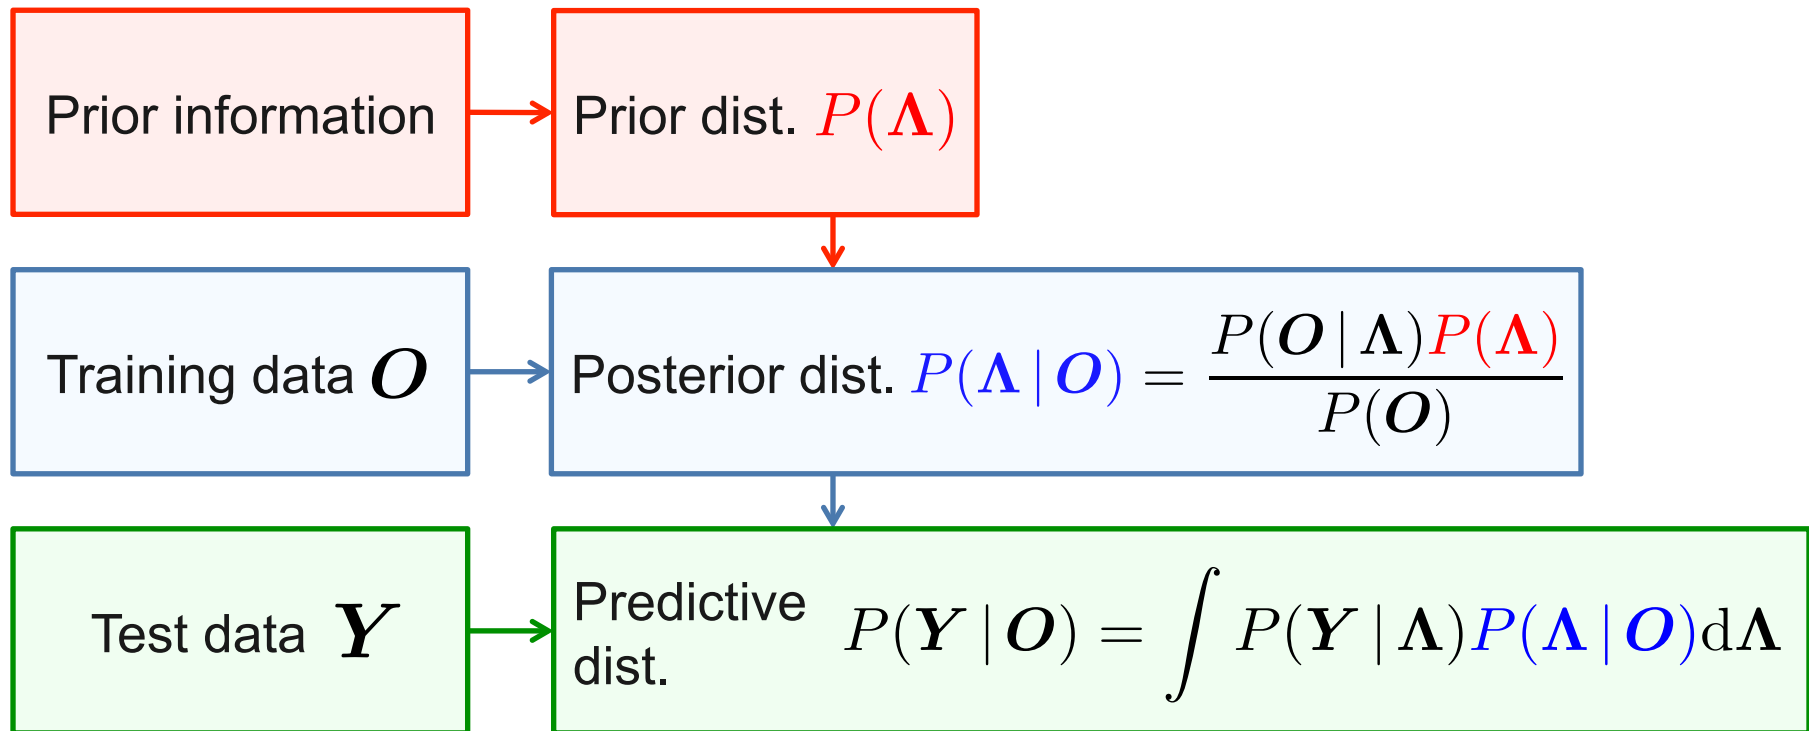 Prior information
Prior dist. P(Λ)
Training data O
Posterior dist. P(Λ | O) = P(O | Λ)P(Λ) / P(O)
Test data Y
Predictive
dist.
P(Y | O) = ∫ P(Y | Λ)P(Λ | O)dΛ